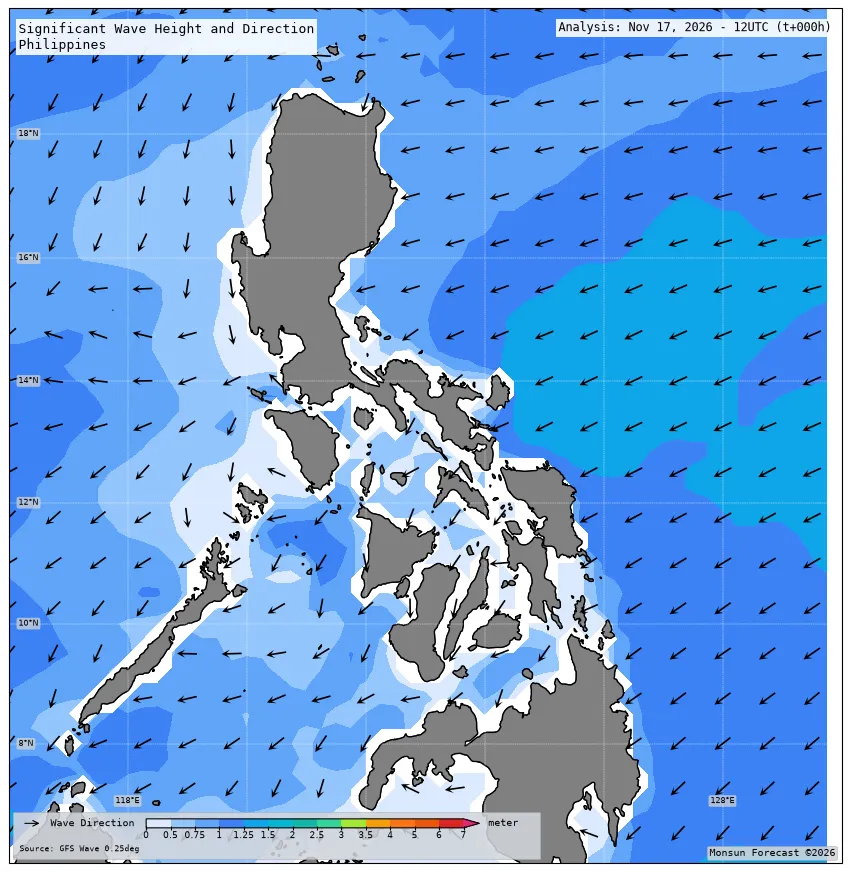 Significant Wave Height and Direction
Philippines
Analysis: Nov 17, 2026 - 12UTC (t+000h)
18°N
16°N
14°N
12°N
10°N
8°N
118°E
128°E
Wave Direction
0 0.5 0.75 1 1.25 1.5 2 2.5 3 3.5 4 5 6 7
meter
Source: GFS Wave 0.25deg
Monsun Forecast ©2026